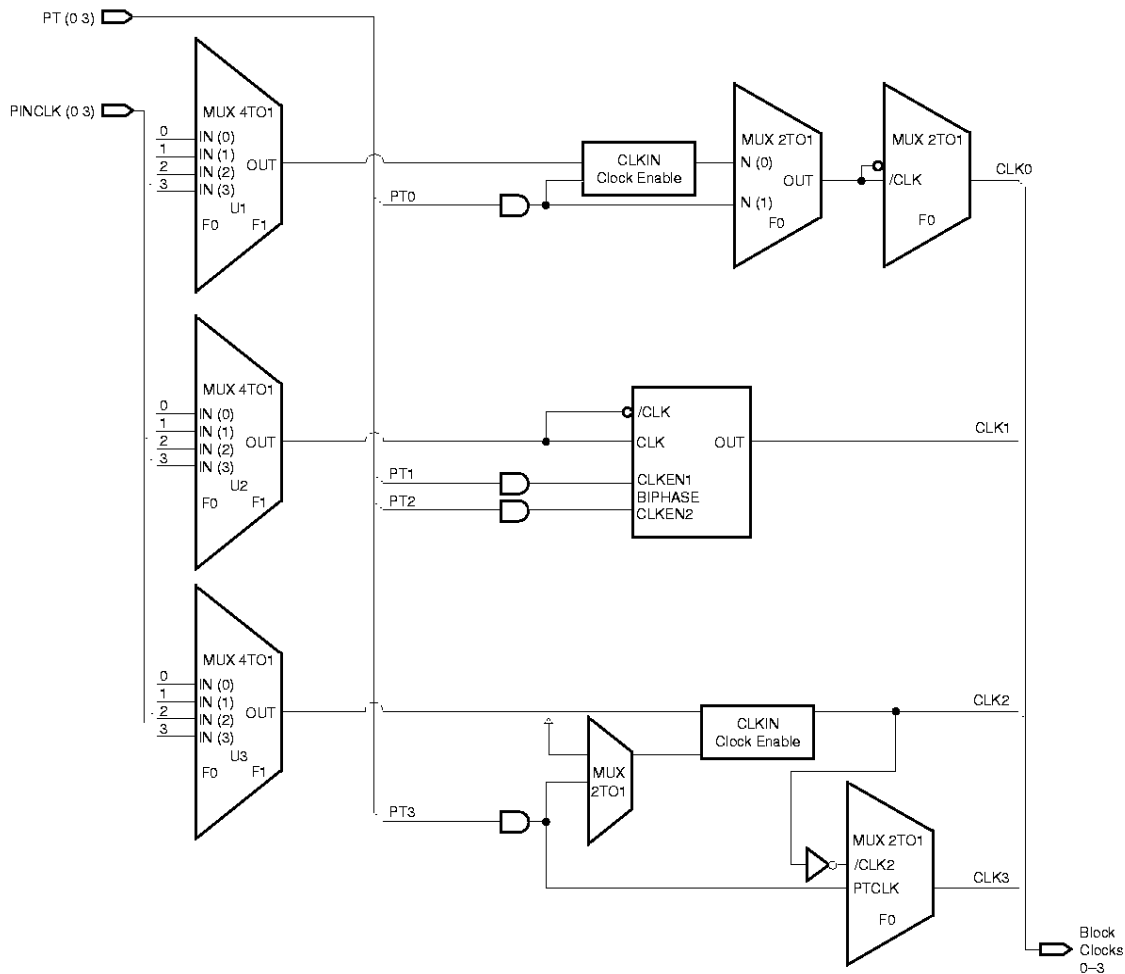 PT (0 3)
PINCLK (0 3)
MUX 4TO1
0 IN (0)
1 IN (1)
2 IN (2)
3 IN (3)
OUT
U1
F0 F1
PT0
CLKIN
Clock Enable
MUX 2TO1
N (0)
OUT
N (1)
F0
MUX 2TO1
/CLK
F0
CLK0
MUX 4TO1
0 IN (0)
1 IN (1)
2 IN (2)
3 IN (3)
OUT
U2
F0 F1
PT1
PT2
/CLK
CLK OUT
CLKEN1
BIPHASE
CLKEN2
CLK1
MUX 4TO1
0 IN (0)
1 IN (1)
2 IN (2)
3 IN (3)
OUT
U3
F0 F1
PT3
MUX
2TO1
CLKIN
Clock Enable
CLK2
MUX 2TO1
/CLK2
PTCLK
F0
CLK3
Block
Clocks
0–3